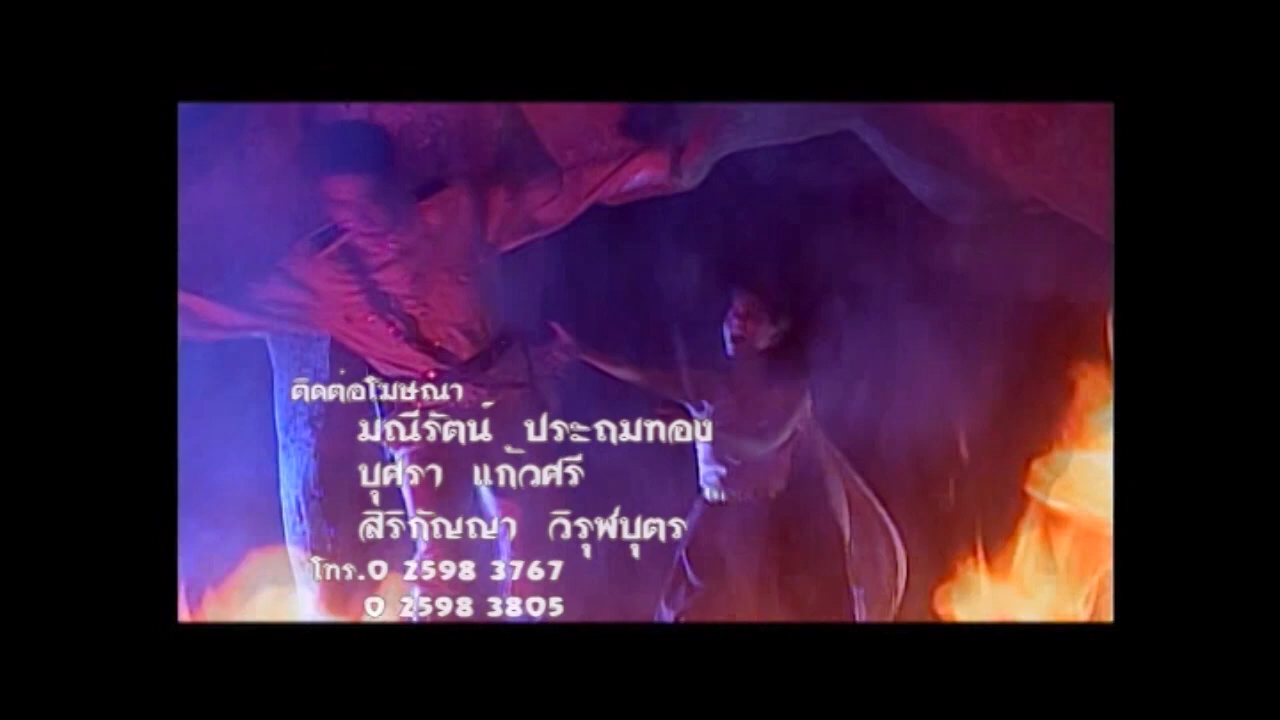 ติดต่อโฆษณา
มณีรัตน์ ประถมทอง
บุศรา แก้วศรี
สิริกัญญา วิรุฬบุตร
โทร.0 2598 3767
0 2598 3805